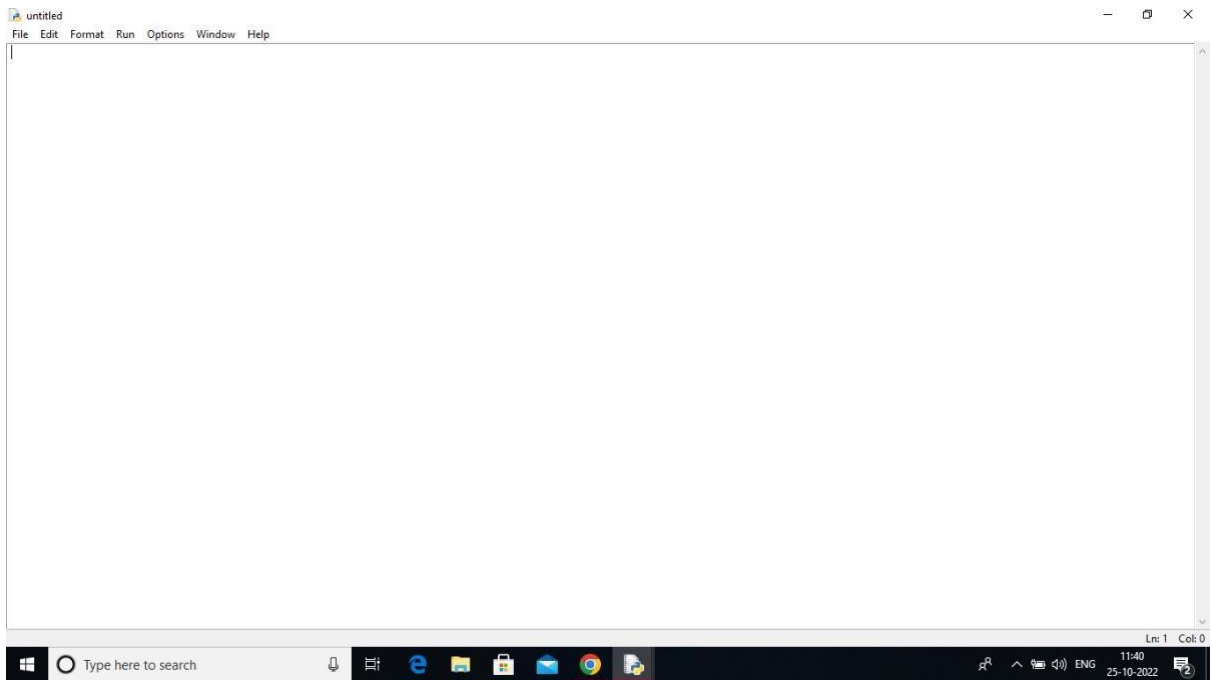 untitled
File Edit Format Run Options Window Help
Ln: 1 Col: 0
Type here to search
ENG
11:40
25-10-2022
2